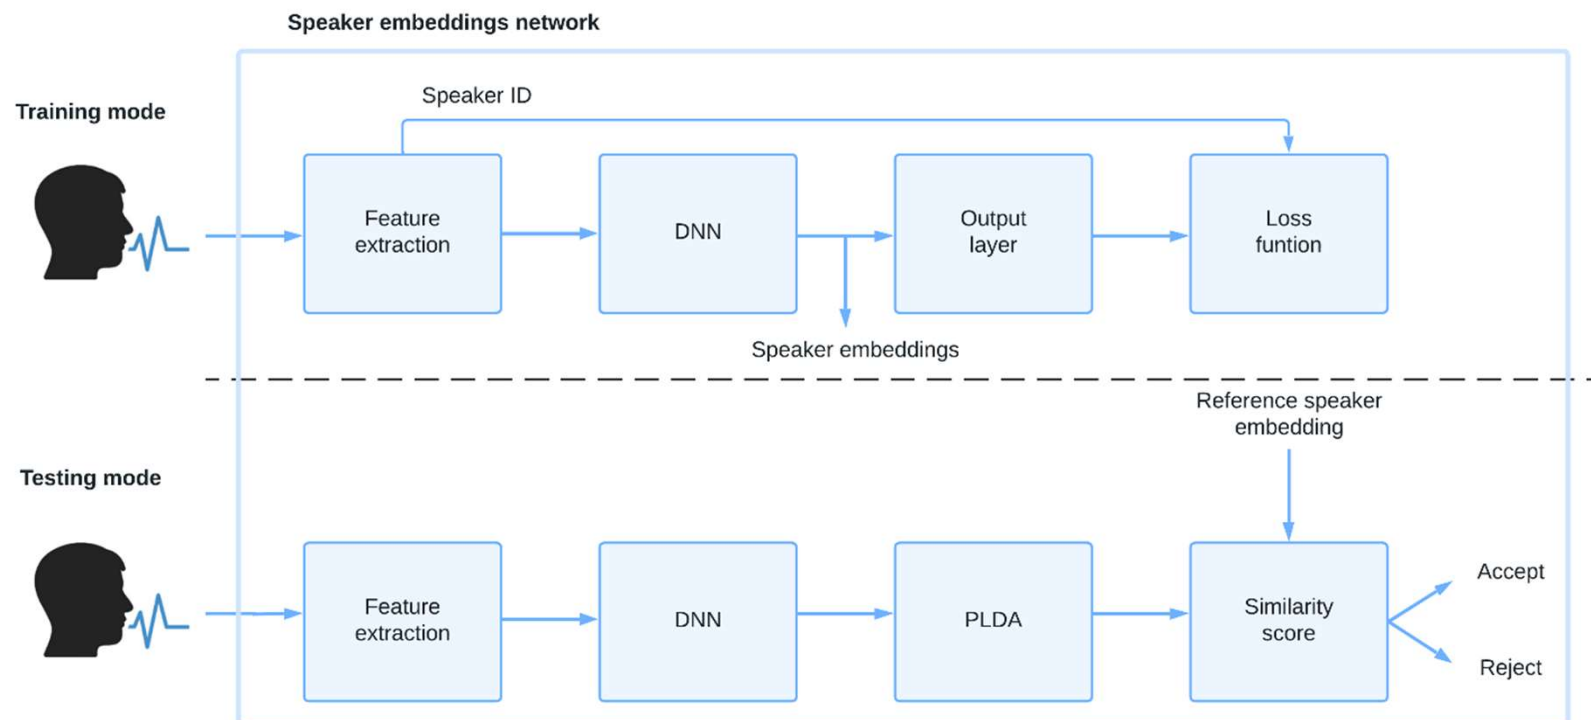 Speaker embeddings network
Training mode
Speaker ID
Feature
extraction
DNN
Output
layer
Loss
funtion
Speaker embeddings
Reference speaker
embedding
Testing mode
Feature
extraction
DNN
PLDA
Similarity
score
Accept
Reject